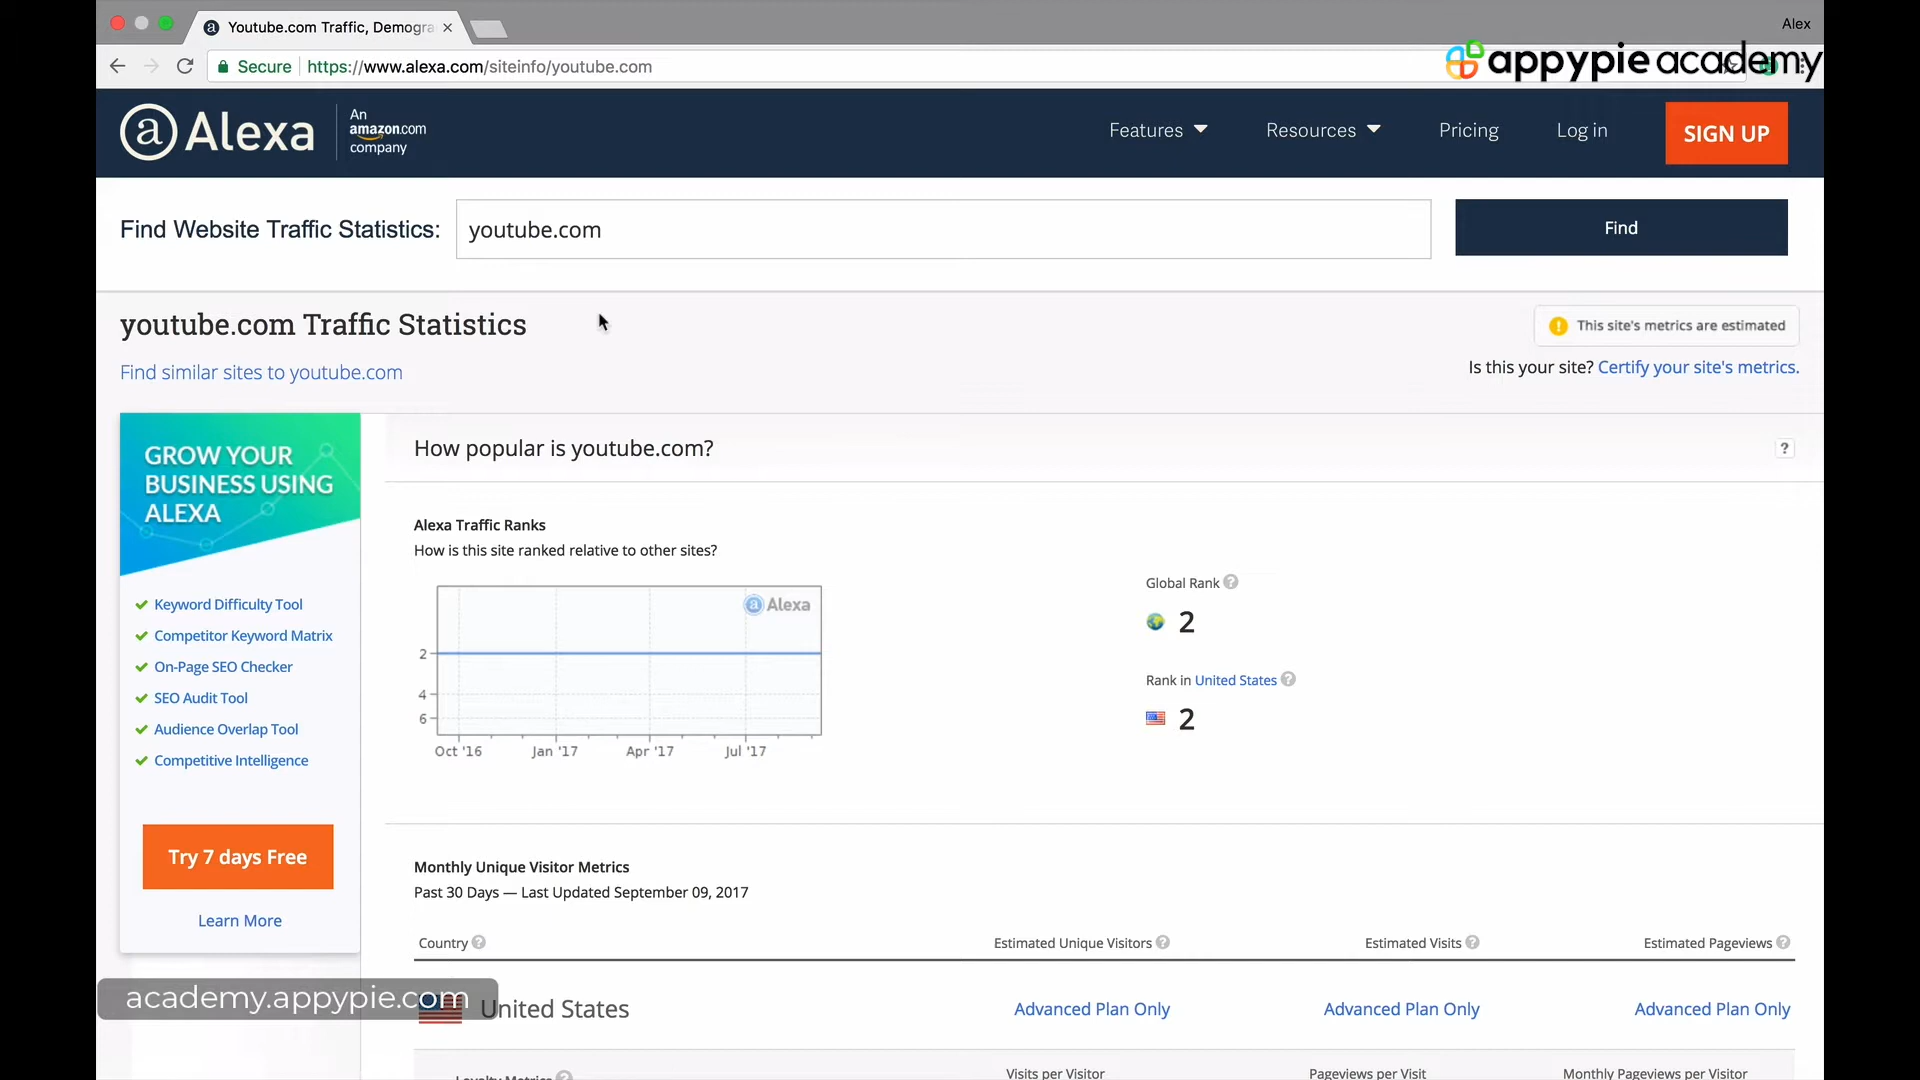 Youtube.com Traffic, Demogra
Alex
Secure
https://www.alexa.com/siteinfo/youtube.com
appypie academy
Alexa
An
amazon.com
company
Features
Resources
Pricing
Log in
SIGN UP
Find Website Traffic Statistics:
youtube.com
Find
youtube.com Traffic Statistics
This site's metrics are estimated
Find similar sites to youtube.com
Is this your site? Certify your site's metrics.
GROW YOUR
BUSINESS USING
ALEXA
Keyword Difficulty Tool
Competitor Keyword Matrix
On-Page SEO Checker
SEO Audit Tool
Audience Overlap Tool
Competitive Intelligence
Try 7 days Free
Learn More
How popular is youtube.com?
?
Alexa Traffic Ranks
How is this site ranked relative to other sites?
Alexa
2
4
6
Oct '16 Jan '17 Apr '17 Jul '17
Global Rank ?
2
Rank in United States ?
2
Monthly Unique Visitor Metrics
Past 30 Days — Last Updated September 09, 2017
Country ? Estimated Unique Visitors ? Estimated Visits ? Estimated Pageviews ?
United States Advanced Plan Only Advanced Plan Only Advanced Plan Only
academy.appypie.com
Loyalty Metrics ? Visits per Visitor Pageviews per Visit Monthly Pageviews per Visitor